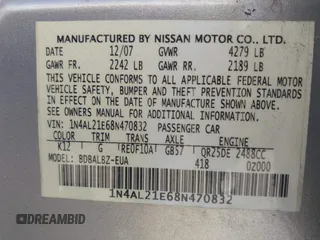 MANUFACTURED BY NISSAN MOTOR CO., LTD.
DATE 12/07 GVWR 4279 LB
GAWR FR. 2242 LB GAWR RR. 2189 LB
THIS VEHICLE CONFORMS TO ALL APPLICABLE FEDERAL MOTOR
VEHICLE SAFETY, BUMPER AND THEFT PREVENTION STANDARDS
IN EFFECT ON THE DATE OF MANUFACTURE SHOWN ABOVE.
SEE OWNERS MANUAL FOR ADDITIONAL INFORMATION.
VIN: 1N4AL21E68N470832 PASSENGER CAR
COLOR TRIM TRANS AXLE ENGINE
K12 G RE0F10A GB57 QR25DE 2488CC
MODEL: BDBALBZ-EUA 418 02000
1N4AL21E68N470832
© DREAMBID